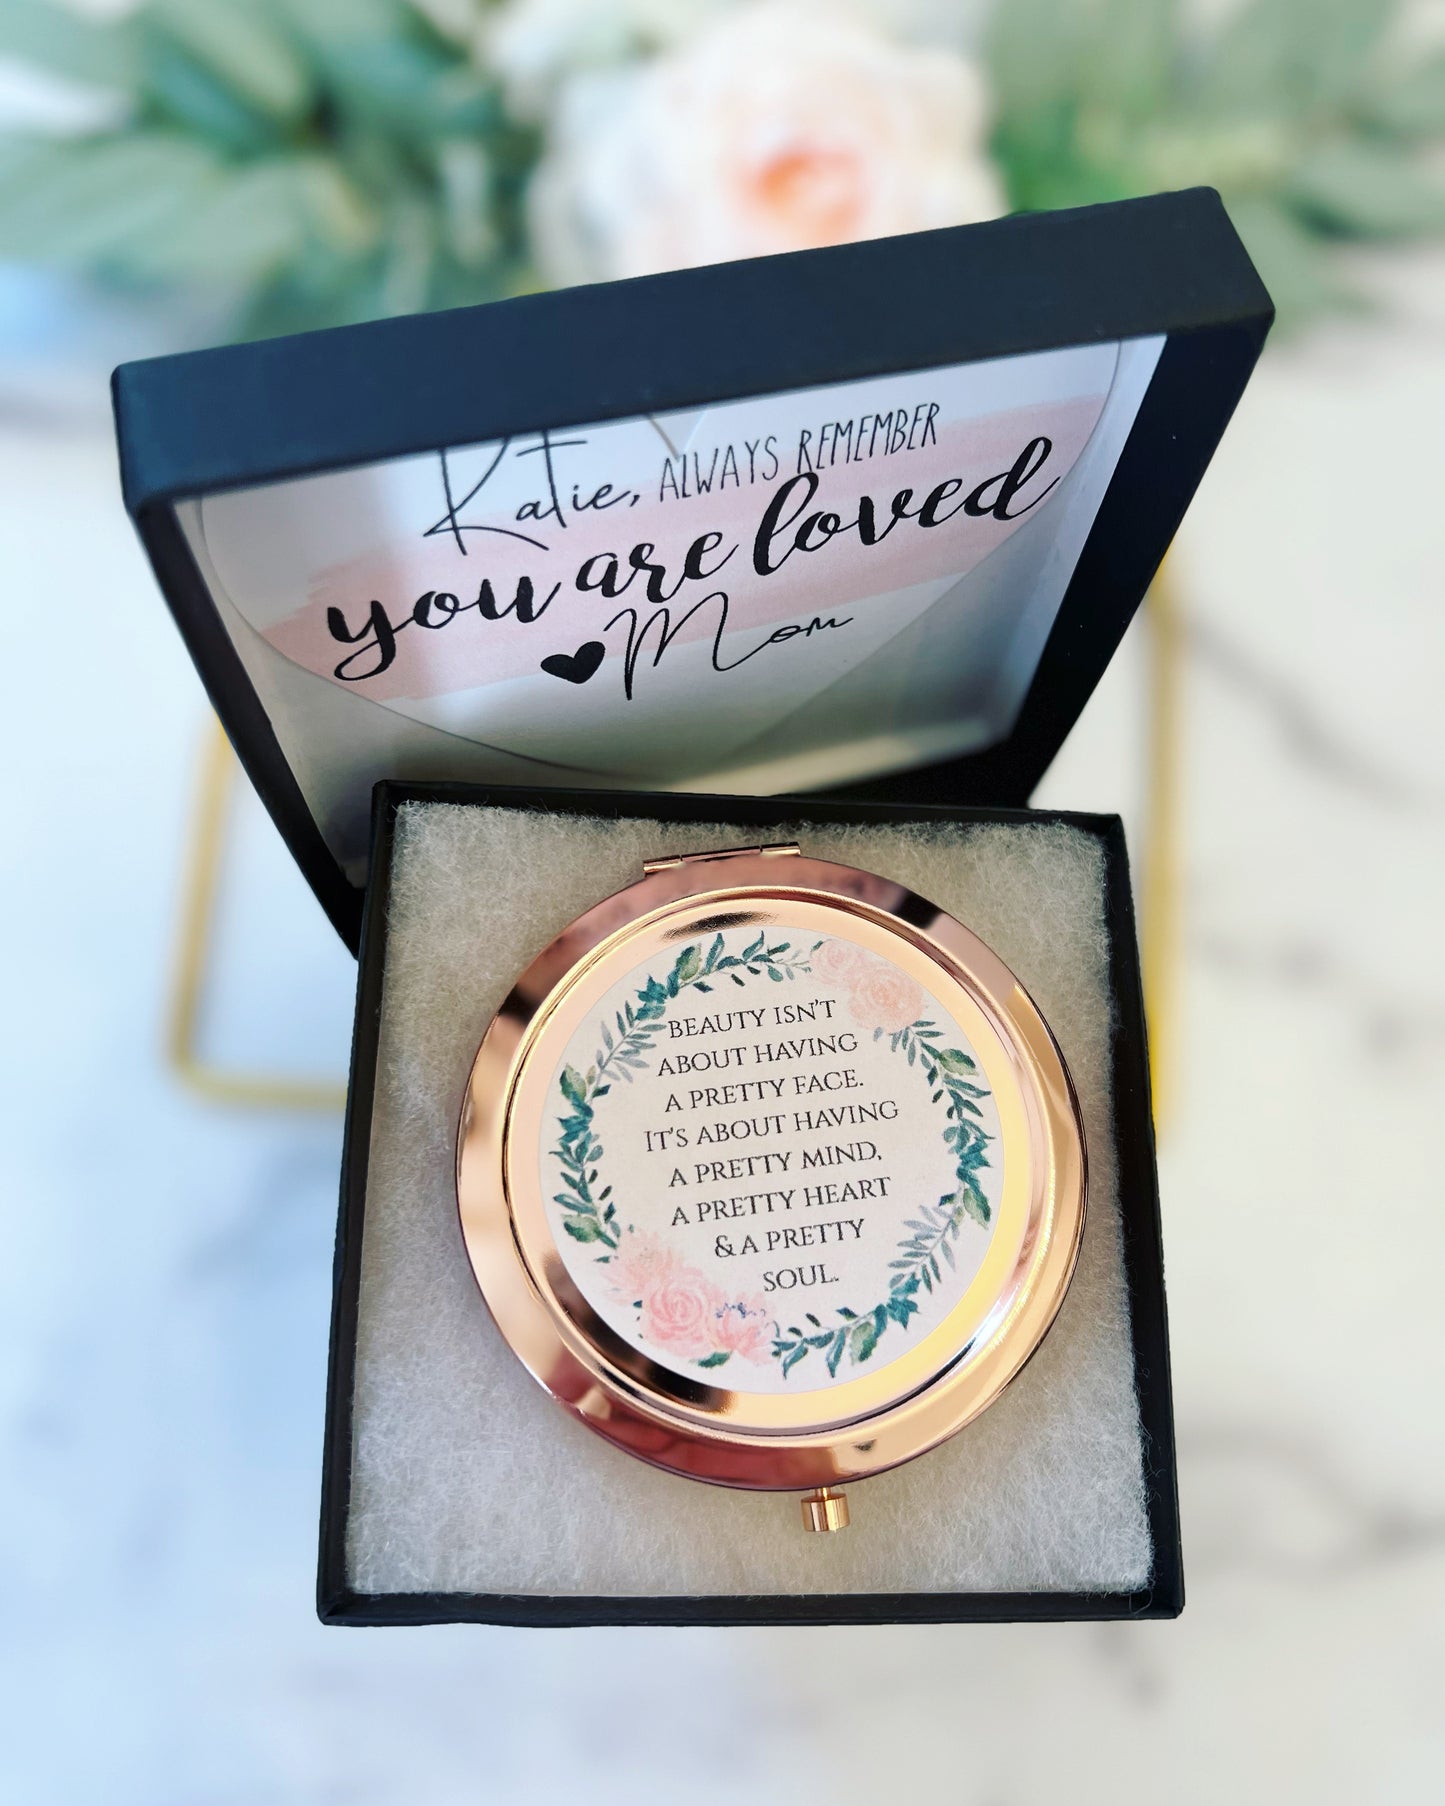 Katie, ALWAYS REMEMBER
you are loved
♥Mom
BEAUTY ISN'T
ABOUT HAVING
A PRETTY FACE.
IT'S ABOUT HAVING
A PRETTY MIND,
A PRETTY HEART
& A PRETTY
SOUL.